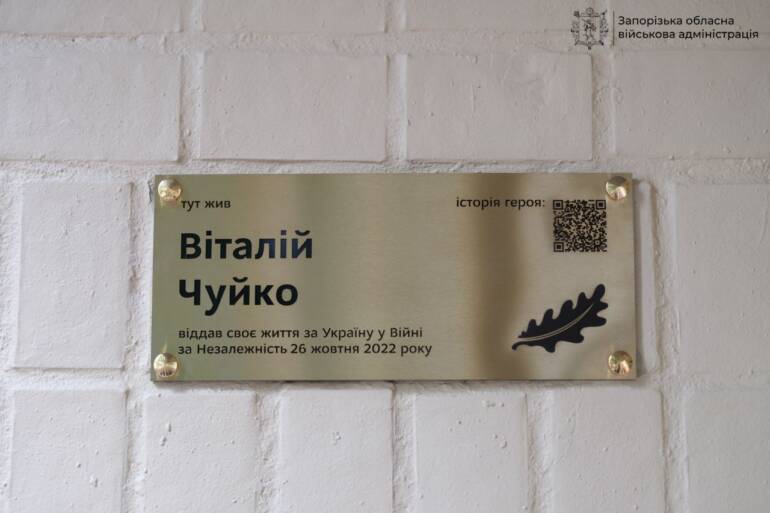 Запорізька обласна
військова адміністрація
тут жив
історія героя:
Віталій
Чуйко
віддав своє життя за Україну у Війні
за Незалежність 26 жовтня 2022 року